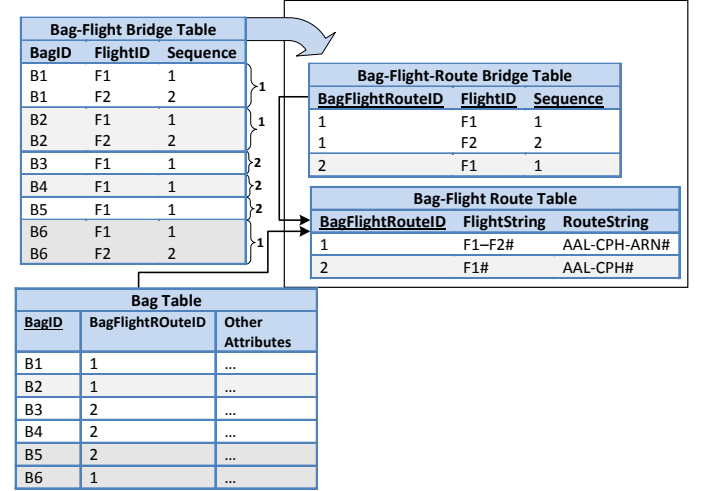 Bag-Flight Bridge Table
BagID FlightID Sequence
B1 F1 1
B1 F2 2
1
B2 F1 1
B2 F2 2
1
B3 F1 1
2
B4 F1 1
2
B5 F1 1
2
B6 F1 1
B6 F2 2
1
Bag-Flight-Route Bridge Table
BagFlightRouteID FlightID Sequence
1 F1 1
1 F2 2
2 F1 1
Bag-Flight Route Table
BagFlightRouteID FlightString RouteString
1 F1–F2# AAL-CPH-ARN#
2 F1# AAL-CPH#
Bag Table
BagID BagFlightROuteID Other
Attributes
B1 1 ...
B2 1 ...
B3 2 ...
B4 2 ...
B5 2 ...
B6 1 ...